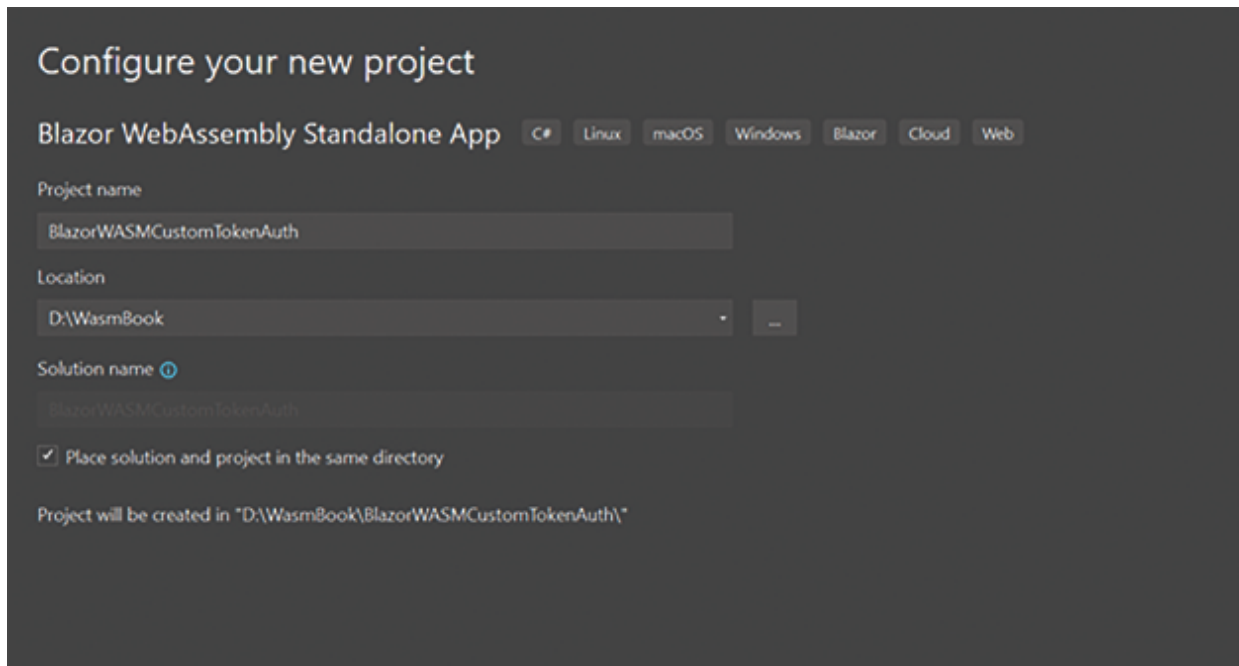 Configure your new project
Blazor WebAssembly Standalone App C# Linux macOS Windows Blazor Cloud Web
Project name
BlazorWASMCustomTokenAuth
Location
D:\WasmBook ...
Solution name
BlazorWASMCustomTokenAuth
Place solution and project in the same directory
Project will be created in "D:\WasmBook\BlazorWASMCustomTokenAuth\"